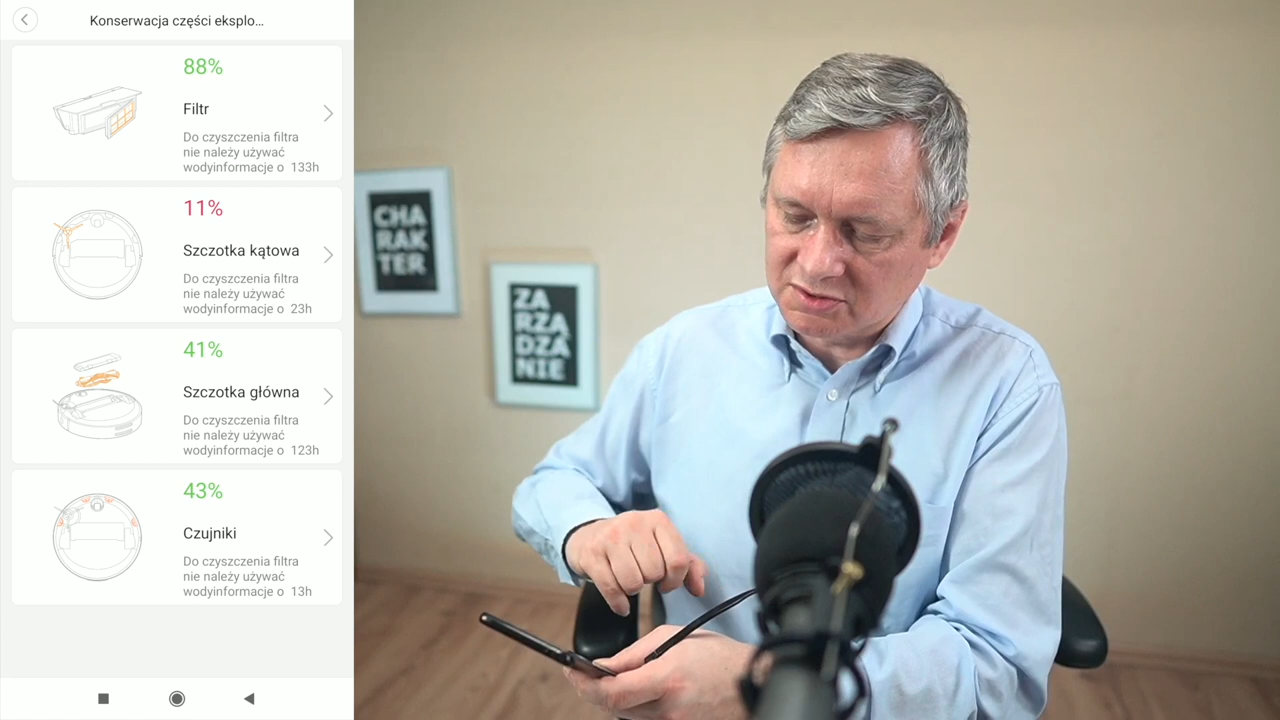 Konserwacja części eksplo...
88%
Filtr
Do czyszczenia filtra
nie należy używać
wodyinformacje o 133h
11%
Szczotka kątowa
Do czyszczenia filtra
nie należy używać
wodyinformacje o 23h
41%
Szczotka główna
Do czyszczenia filtra
nie należy używać
wodyinformacje o 123h
43%
Czujniki
Do czyszczenia filtra
nie należy używać
wodyinformacje o 13h
CHA
RAK
TER
ZA
RZĄ
DZA
NIE